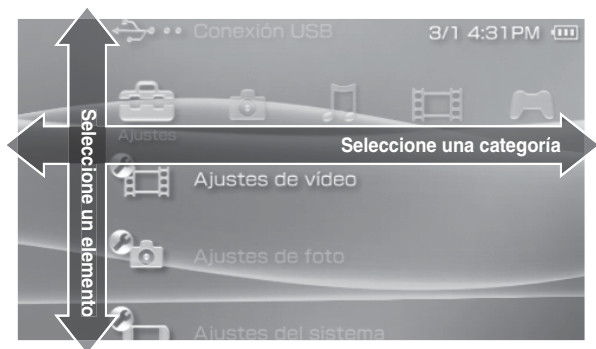 Conexión USB
3/1 4:31PM
Ajustes
Seleccione una categoría
Seleccione un elemento
Ajustes de vídeo
Ajustes de foto
Ajustes del sistema